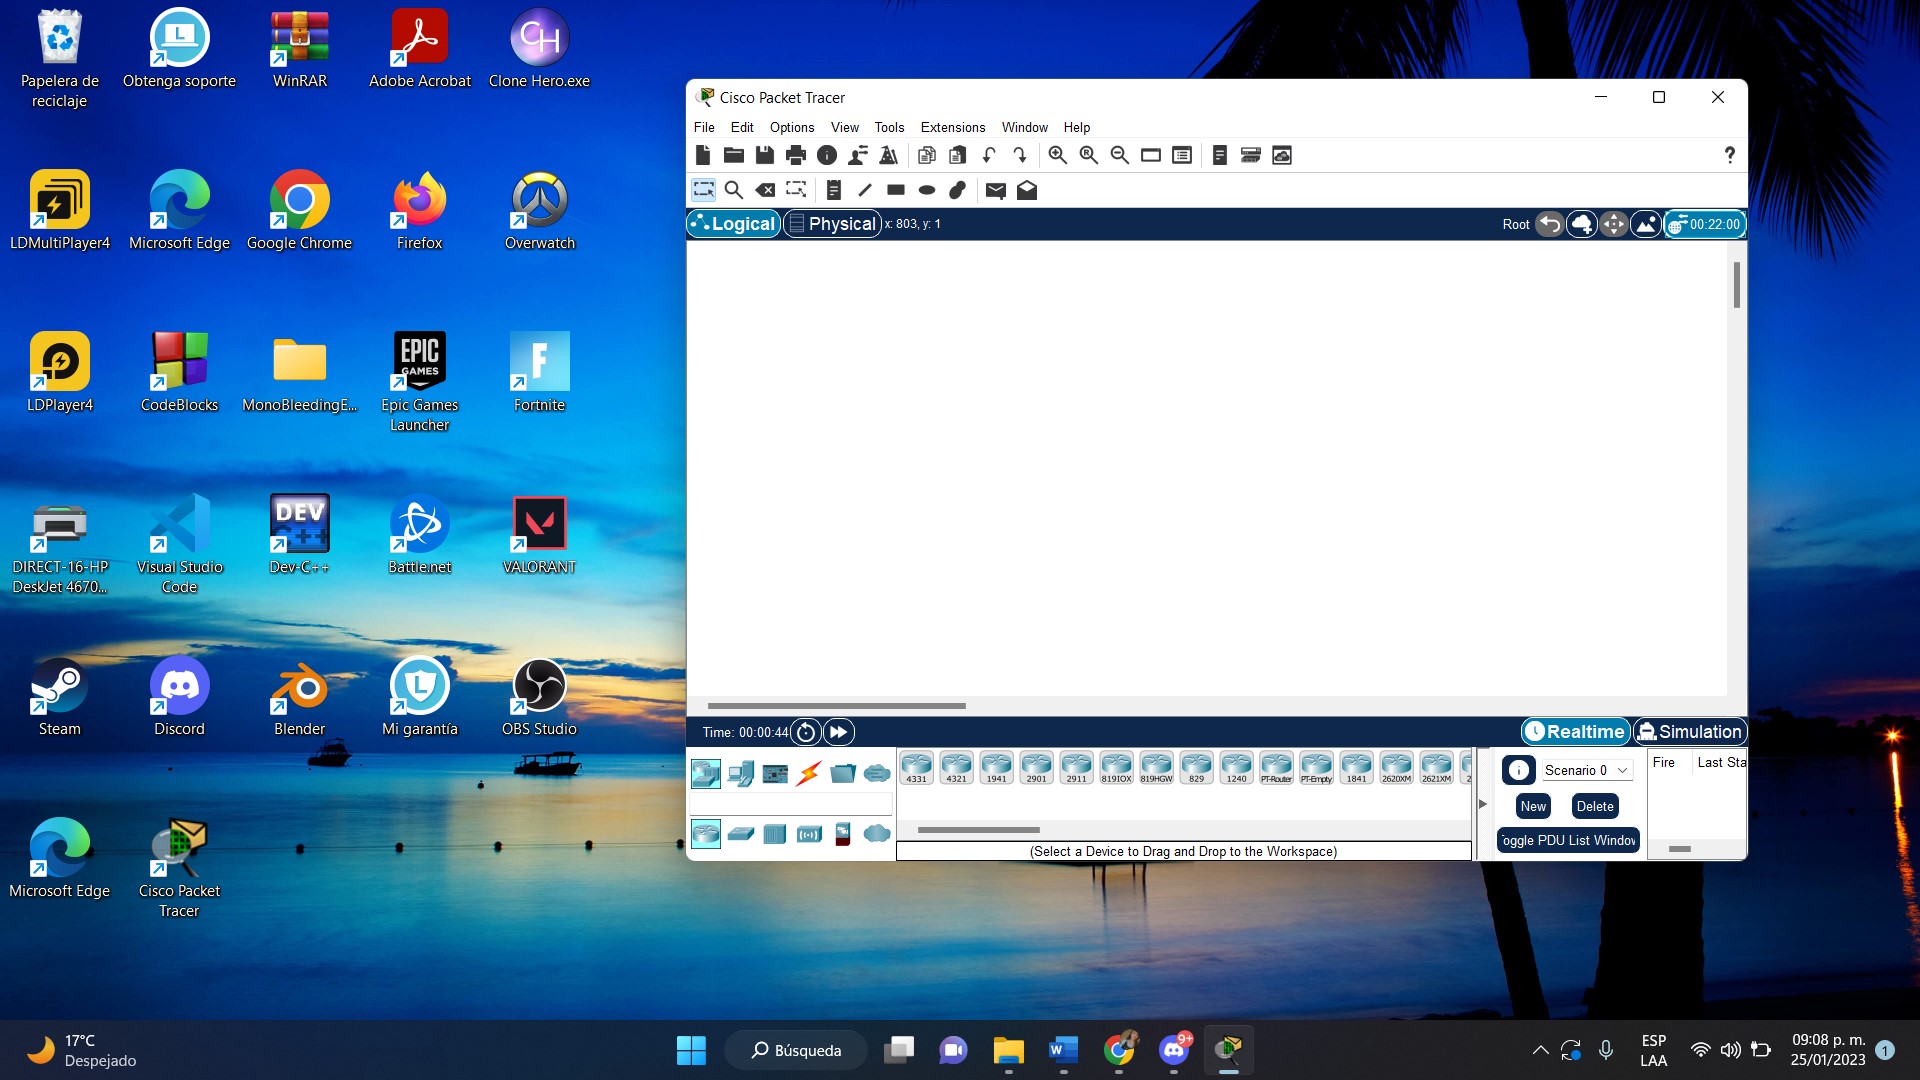 Papelera de
reciclaje
Obtenga soporte
WinRAR
Adobe Acrobat
Clone Hero.exe
LDMultiPlayer4
Microsoft Edge
Google Chrome
Firefox
Overwatch
LDPlayer4
CodeBlocks
MonoBleedingE...
EPIC
GAMES
Epic Games
Launcher
Fortnite
DIRECT-16-HP
DeskJet 4670...
Visual Studio
Code
DEV
C++
Dev-C++
Battle.net
VALORANT
Steam
Discord
Blender
Mi garantía
OBS Studio
Microsoft Edge
Cisco Packet
Tracer
Cisco Packet Tracer
File Edit Options View Tools Extensions Window Help
?
Logical Physical x: 803, y: 1
Root 00:22:00
Time: 00:00:44
Realtime Simulation
4331 4321 1941 2901 2911 819IOX 819HGW 829 1240 PT-Router PT-Empty 1841 2620XM 2621XM 2
(Select a Device to Drag and Drop to the Workspace)
Scenario 0
New Delete
oggle PDU List Window
Fire Last Sta
17°C
Despejado
Búsqueda
9+
ESP
LAA
09:08 p. m.
25/01/2023
1